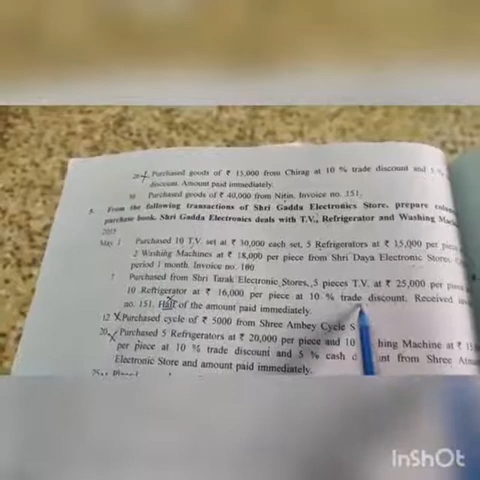 20 Purchased goods of ₹ 15,000 from Chirag at 10 % trade discount and 5 %
discount. Amount paid immediately.
30 Purchased goods of ₹ 40,000 from Nitin. Invoice no. 151.
5. From the following transactions of Shri Gadda Electronics Store, prepare
purchase book. Shri Gadda Electronics deals with T.V., Refrigerator and Washing
2019
May 1 Purchased 10 T.V. set at ₹ 30,000 each set, 5 Refrigerators at ₹ 15,000 per
2 Washing Machines at ₹ 18,000 per piece from Shri Daya Electronic Stores.
period 1 month. Invoice no. 100
7 Purchased from Shri Tarak Electronic Stores, 5 pieces T.V. at ₹ 25,000 per
10 Refrigerator at ₹ 16,000 per piece at 10 % trade discount. Received
no. 151. Half of the amount paid immediately.
12 Purchased cycle of ₹ 5000 from Shree Ambey Cycle S
20 Purchased 5 Refrigerators at ₹ 20,000 per piece and 10 hing Machine at ₹
per piece at 10 % trade discount and 5 % cash d nt from Shree
Electronic Store and amount paid immediately.
InShOt